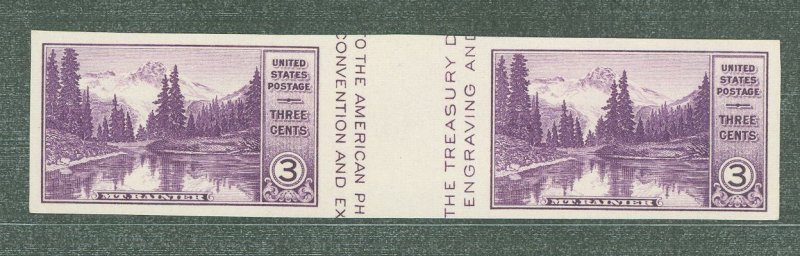 UNITED
STATES
POSTAGE
THREE
CENTS
3
MT. RAINIER
TO THE AMERICAN PH
CONVENTION AND EX
THE TREASURY D
ENGRAVING AND
UNITED
STATES
POSTAGE
THREE
CENTS
3
MT. RAINIER